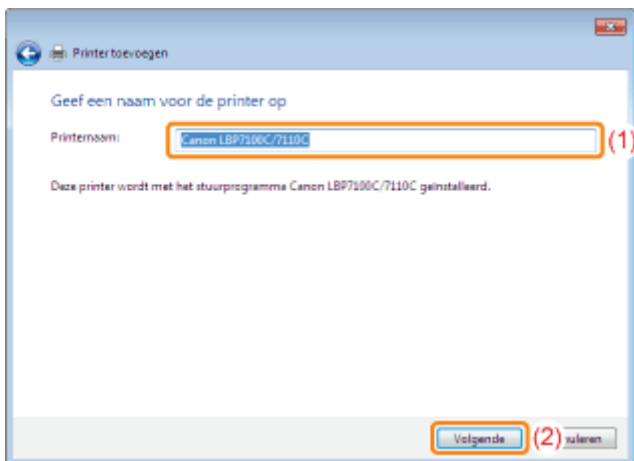 Printer toevoegen
Geef een naam voor de printer op
Printernaam: Canon LBP7100C/7110C (1)
Deze printer wordt met het stuurprogramma Canon LBP7100C/7110C geïnstalleerd.
Volgende (2) nuleren